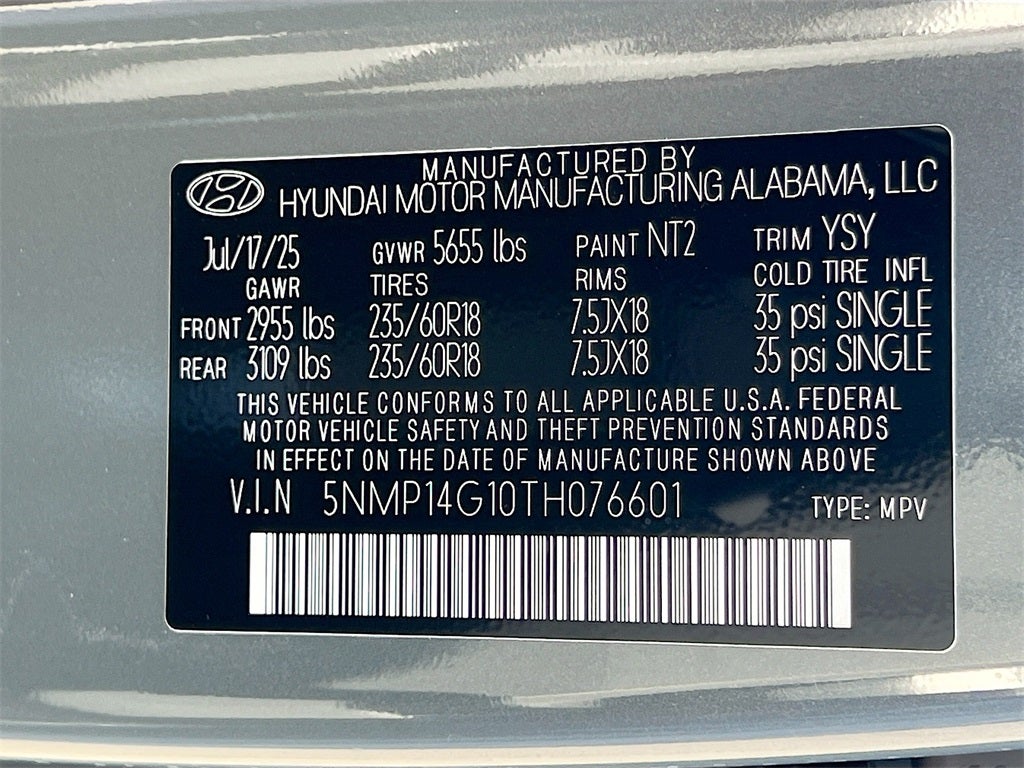 MANUFACTURED BY
HYUNDAI MOTOR MANUFACTURING ALABAMA, LLC
Jul/17/25 GVWR 5655 lbs PAINT NT2 TRIM YSY
GAWR TIRES RIMS COLD TIRE INFL
FRONT 2955 lbs 235/60R18 7.5JX18 35 psi SINGLE
REAR 3109 lbs 235/60R18 7.5JX18 35 psi SINGLE
THIS VEHICLE CONFORMS TO ALL APPLICABLE U.S.A. FEDERAL
MOTOR VEHICLE SAFETY AND THEFT PREVENTION STANDARDS
IN EFFECT ON THE DATE OF MANUFACTURE SHOWN ABOVE
V.I.N 5NMP14G10TH076601 TYPE: MPV